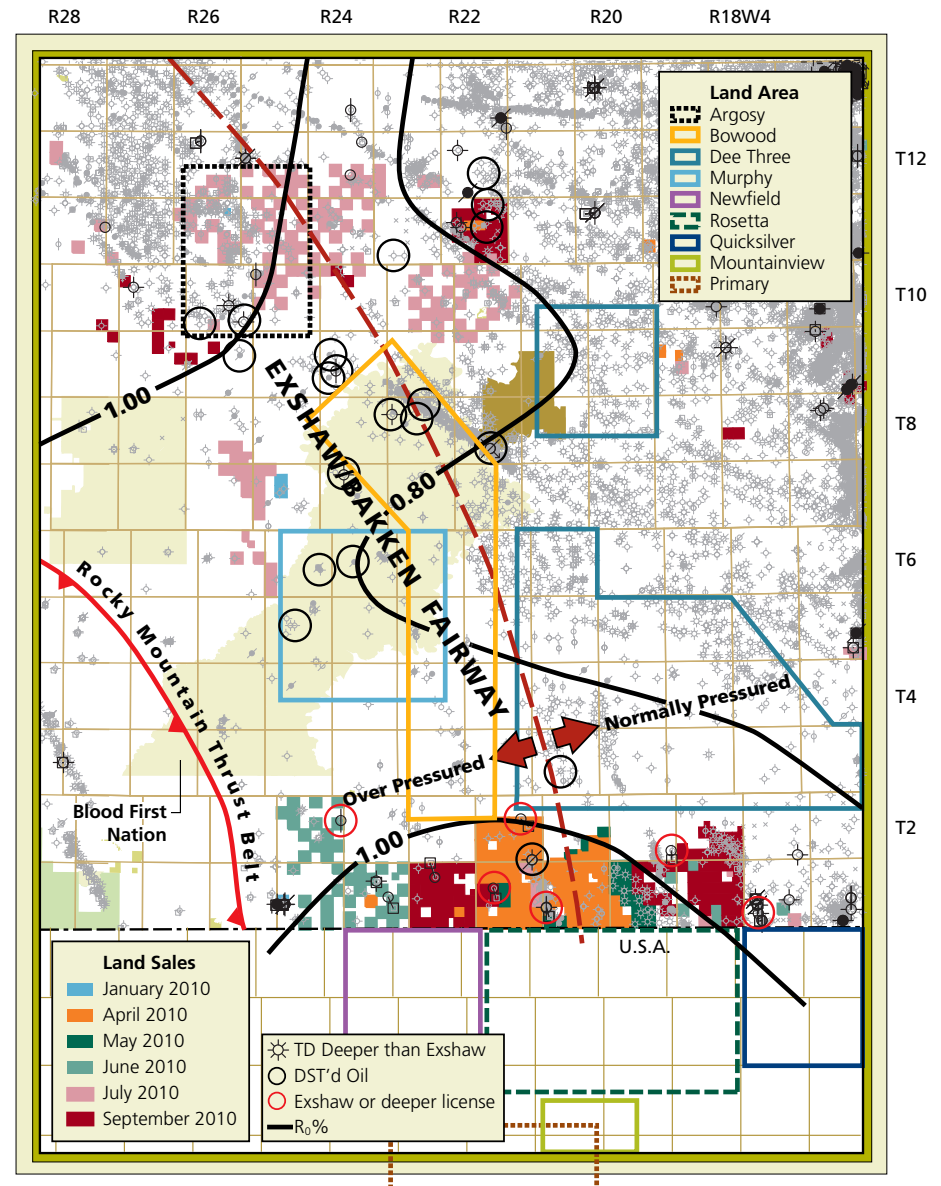 R28 R26 R24 R22 R20 R18W4
Land Area
Argosy
Bowood
Dee Three
Murphy
Newfield
Rosetta
Quicksilver
Mountainview
Primary
T12
T10
T8
T6
T4
T2
1.00
0.80
EXSHAW/BAKKEN FAIRWAY
Rocky Mountain Thrust Belt
Normally Pressured
Over Pressured
Blood First
Nation
1.00
U.S.A.
Land Sales
January 2010
April 2010
May 2010
June 2010
July 2010
September 2010
TD Deeper than Exshaw
DST'd Oil
Exshaw or deeper license
R₀%